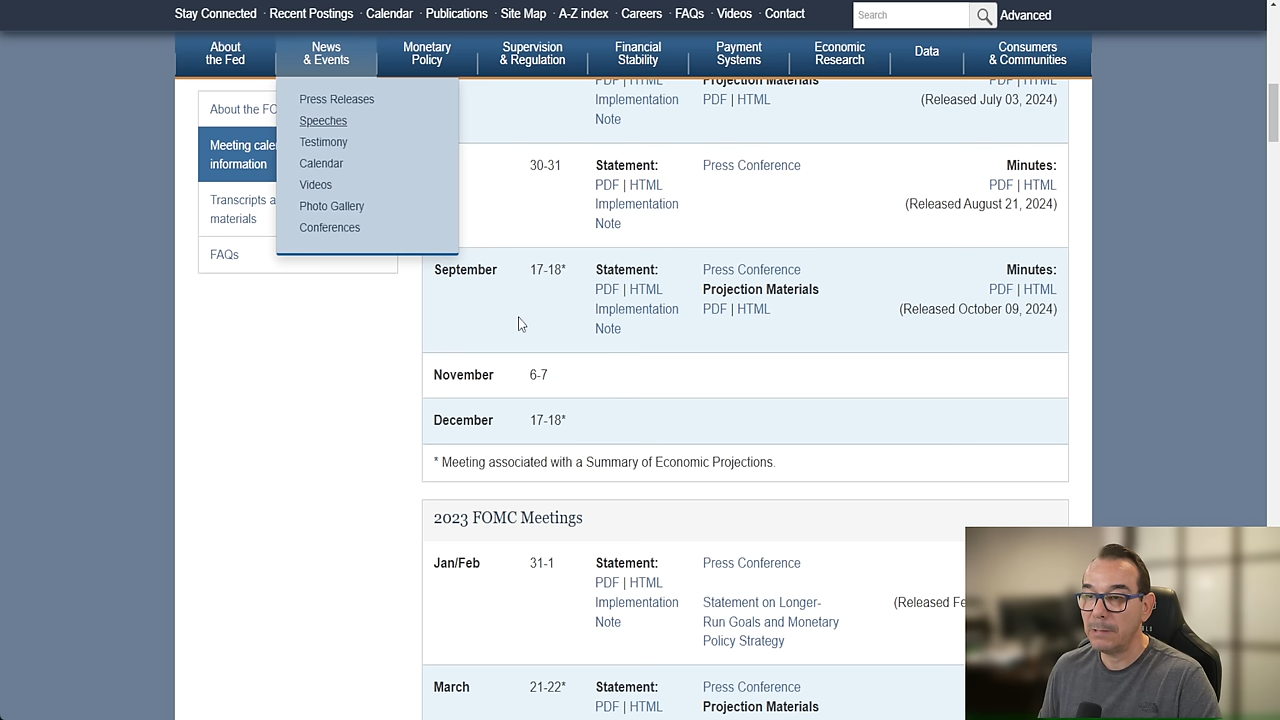 Stay Connected · Recent Postings · Calendar · Publications · Site Map · A-Z index · Careers · FAQs · Videos · Contact
Search
Advanced
About the Fed
News & Events
Monetary Policy
Supervision & Regulation
Financial Stability
Payment Systems
Economic Research
Data
Consumers & Communities
Press Releases
Speeches
Testimony
Calendar
Videos
Photo Gallery
Conferences
About the FO
Meeting cale
information
Transcripts a
materials
FAQs
PDF | HTML Projection Materials PDF | HTML
Implementation PDF | HTML (Released July 03, 2024)
Note
30-31 Statement: Press Conference Minutes:
PDF | HTML PDF | HTML
Implementation (Released August 21, 2024)
Note
September 17-18* Statement: Press Conference Minutes:
PDF | HTML Projection Materials PDF | HTML
Implementation PDF | HTML (Released October 09, 2024)
Note
November 6-7
December 17-18*
* Meeting associated with a Summary of Economic Projections.
2023 FOMC Meetings
Jan/Feb 31-1 Statement: Press Conference
PDF | HTML
Implementation Statement on Longer- (Released Fe
Note Run Goals and Monetary
Policy Strategy
March 21-22* Statement: Press Conference
PDF | HTML Projection Materials